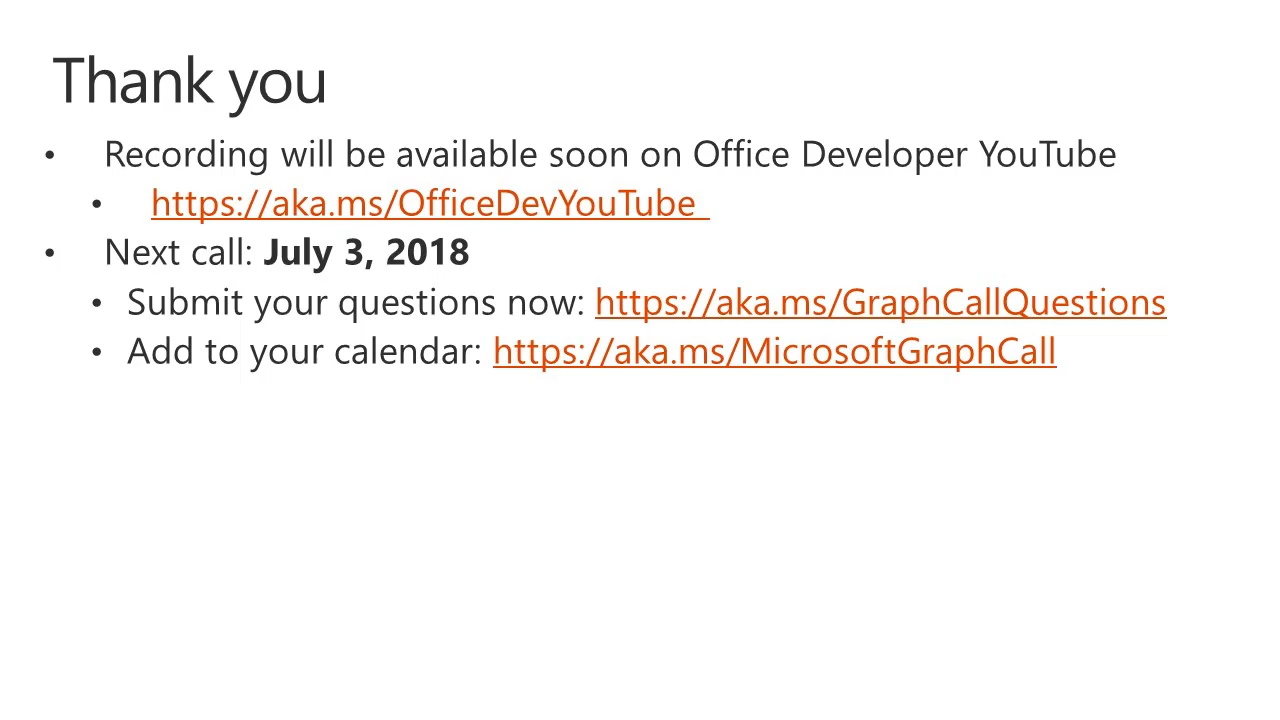 Thank you
• Recording will be available soon on Office Developer YouTube
• https://aka.ms/OfficeDevYouTube
• Next call: July 3, 2018
• Submit your questions now: https://aka.ms/GraphCallQuestions
• Add to your calendar: https://aka.ms/MicrosoftGraphCall